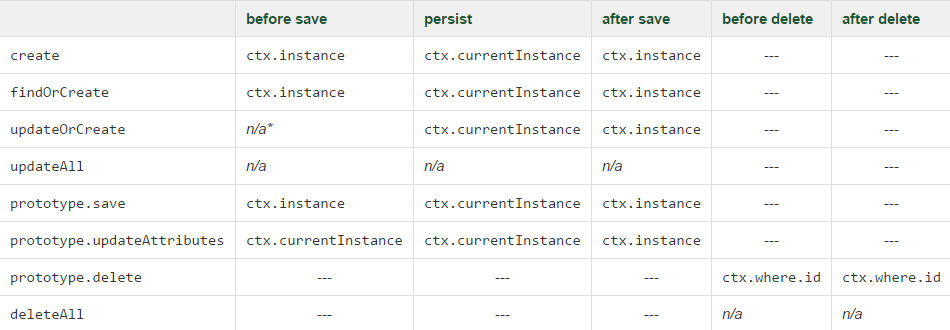 before save persist after save before delete after delete
create ctx.instance ctx.currentInstance ctx.instance --- ---
findOrCreate ctx.instance ctx.currentInstance ctx.instance --- ---
updateOrCreate n/a* ctx.currentInstance ctx.instance --- ---
updateAll n/a n/a n/a --- ---
prototype.save ctx.instance ctx.currentInstance ctx.instance --- ---
prototype.updateAttributes ctx.currentInstance ctx.currentInstance ctx.instance --- ---
prototype.delete --- --- --- ctx.where.id ctx.where.id
deleteAll --- --- --- n/a n/a